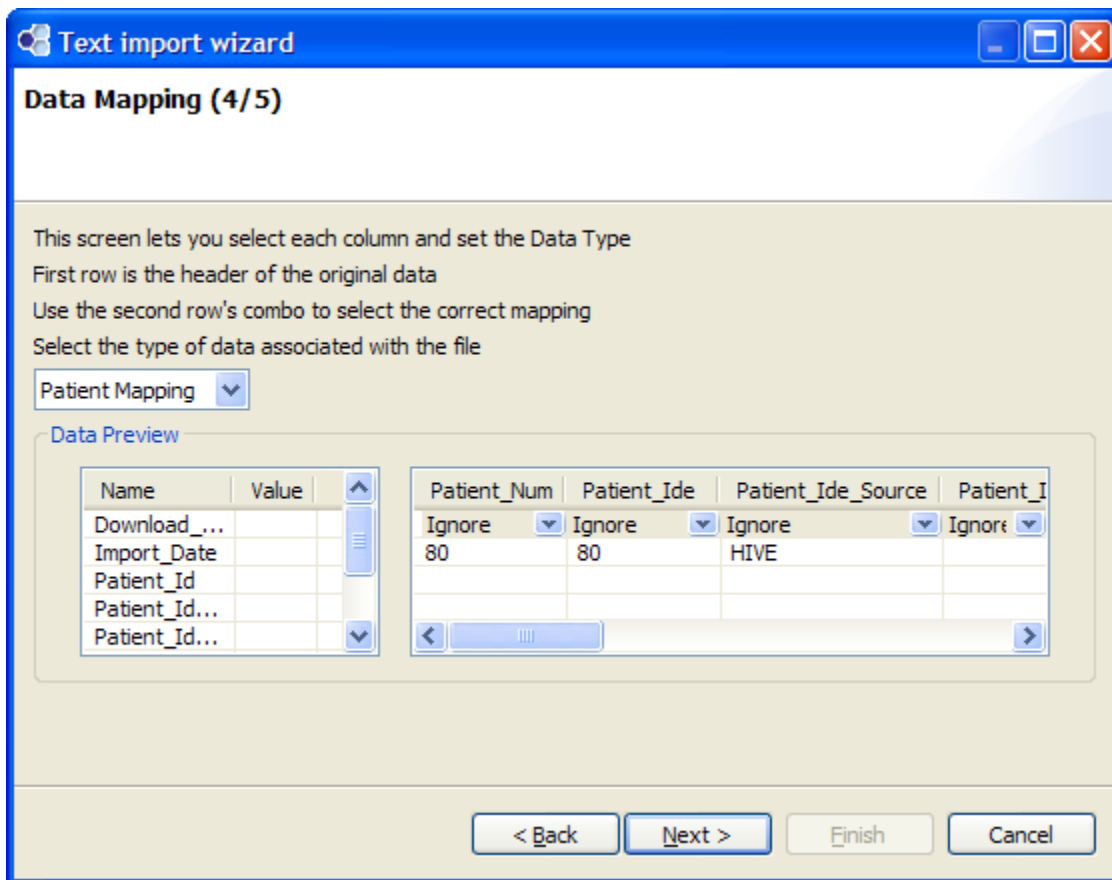 Text import wizard
Data Mapping (4/5)
This screen lets you select each column and set the Data Type
First row is the header of the original data
Use the second row's combo to select the correct mapping
Select the type of data associated with the file
Patient Mapping
Data Preview
Name Value
Download_...
Import_Date
Patient_Id
Patient_Id...
Patient_Id...
Patient_Num Patient_Ide Patient_Ide_Source Patient_I
Ignore Ignore Ignore Ignore
80 80 HIVE
< Back Next > Finish Cancel